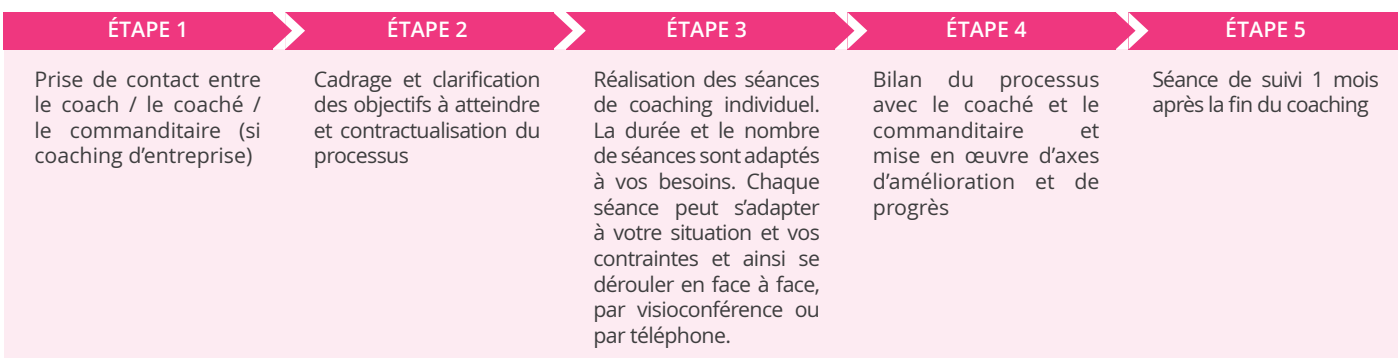 ÉTAPE 1
Prise de contact entre
le coach / le coaché /
le commanditaire (si
coaching d’entreprise)
ÉTAPE 2
Cadrage et clarification
des objectifs à atteindre
et contractualisation du
processus
ÉTAPE 3
Réalisation des séances
de coaching individuel.
La durée et le nombre
de séances sont adaptés
à vos besoins. Chaque
séance peut s’adapter
à votre situation et vos
contraintes et ainsi se
dérouler en face à face,
par visioconférence ou
par téléphone.
ÉTAPE 4
Bilan du processus
avec le coaché et le
commanditaire et
mise en œuvre d’axes
d’amélioration et de
progrès
ÉTAPE 5
Séance de suivi 1 mois
après la fin du coaching